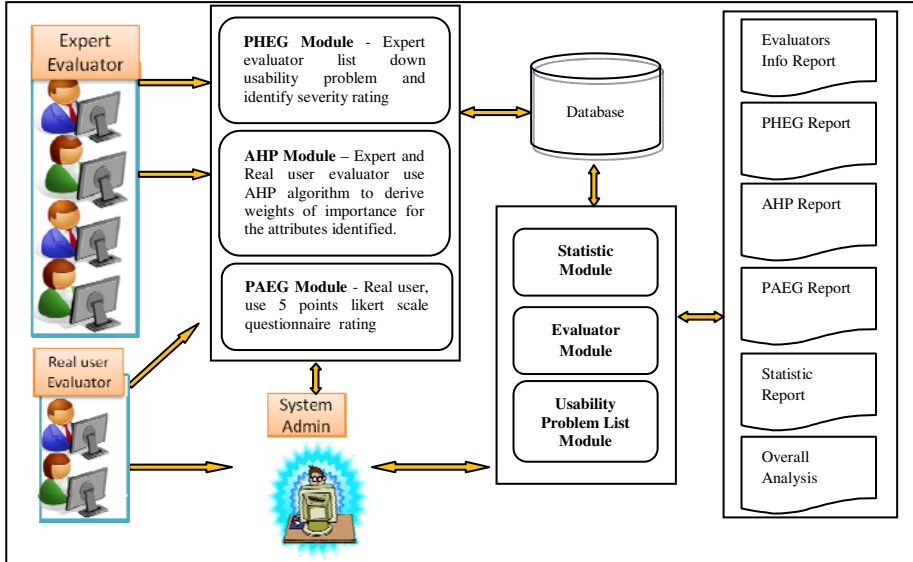 Expert
Evaluator
PHEG Module - Expert
evaluator list down
usability problem and
identify severity rating
AHP Module – Expert and
Real user evaluator use
AHP algorithm to derive
weights of importance for
the attributes identified.
PAEG Module - Real user,
use 5 points likert scale
questionnaire rating
Real user
Evaluator
System
Admin
Database
Statistic
Module
Evaluator
Module
Usability
Problem List
Module
Evaluators
Info Report
PHEG Report
AHP Report
PAEG Report
Statistic
Report
Overall
Analysis